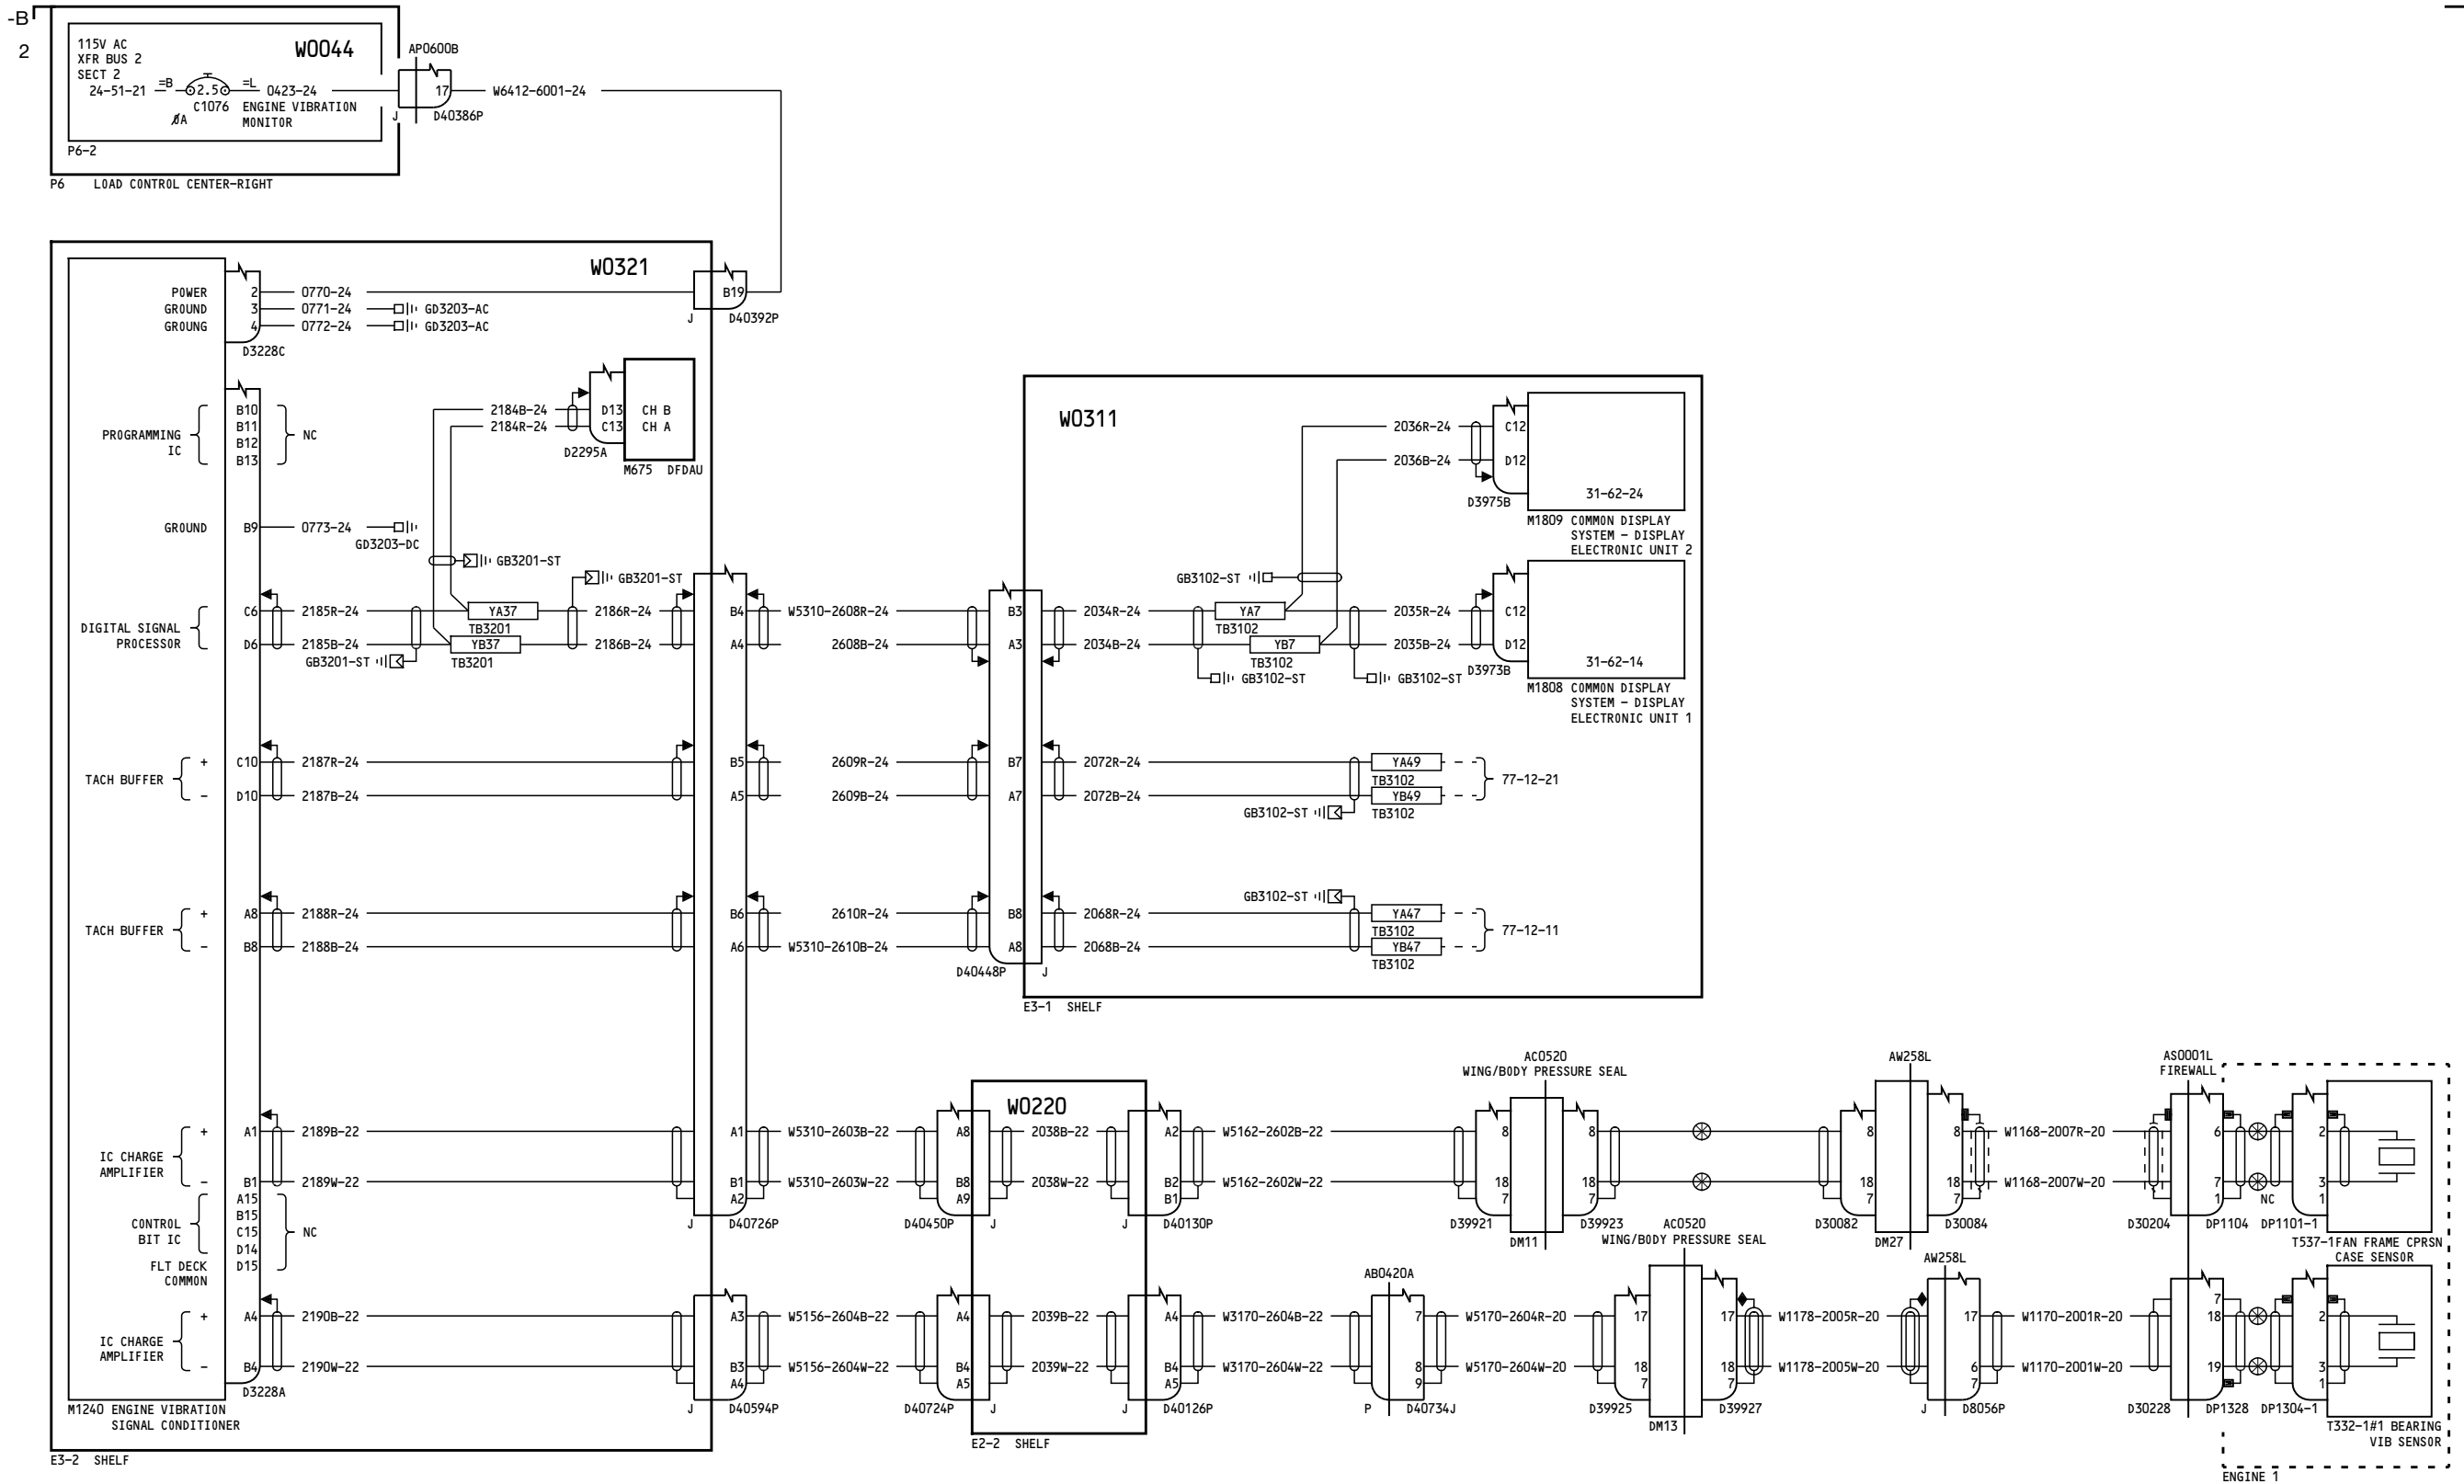 -B
2
115V AC
XFR BUS 2
SECT 2
W0044
AP0600B
24-51-21 =B 2.5 =L 0423-24
C1076 ENGINE VIBRATION
MONITOR
ØA
17 W6412-6001-24
J D40386P
P6-2
P6 LOAD CONTROL CENTER-RIGHT
W0321
POWER 2 0770-24 B19
GROUND 3 0771-24 GD3203-AC
GROUNG 4 0772-24 GD3203-AC
J D40392P
D3228C
PROGRAMMING
IC
B10
B11
B12
B13
NC
2184B-24 D13 CH B
2184R-24 C13 CH A
D2295A
M675 DFDAU
W0311
2036R-24 C12
2036B-24 D12
31-62-24
D3975B
M1809 COMMON DISPLAY
SYSTEM - DISPLAY
ELECTRONIC UNIT 2
GROUND B9 0773-24
GD3203-DC
GB3201-ST
GB3201-ST
GB3102-ST
DIGITAL SIGNAL
PROCESSOR
C6 2185R-24 YA37 2186R-24 B4 W5310-2608R-24 B3 2034R-24 YA7 2035R-24 C12
TB3201
TB3102
D6 2185B-24 YB37 2186B-24 A4 2608B-24 A3 2034B-24 YB7 2035B-24 D12
GB3201-ST
TB3201
TB3102
31-62-14
GB3102-ST
GB3102-ST
D3973B
M1808 COMMON DISPLAY
SYSTEM - DISPLAY
ELECTRONIC UNIT 1
TACH BUFFER
+ C10 2187R-24 B5 2609R-24 B7 2072R-24 YA49
TB3102
77-12-21
- D10 2187B-24 A5 2609B-24 A7 2072B-24 YB49
GB3102-ST
TB3102
GB3102-ST
TACH BUFFER
+ A8 2188R-24 B6 2610R-24 B8 2068R-24 YA47
TB3102
77-12-11
- B8 2188B-24 A6 W5310-2610B-24 A8 2068B-24 YB47
TB3102
D40448P J
E3-1 SHELF
AC0520
WING/BODY PRESSURE SEAL
AW258L
AS0001L
FIREWALL
W0220
IC CHARGE
AMPLIFIER
+ A1 2189B-22 A1 W5310-2603B-22 A8 2038B-22 A2 W5162-2602B-22 8 8 8 8 W1168-2007R-20 6 2
- B1 2189W-22 B1 W5310-2603W-22 B8 2038W-22 B2 W5162-2602W-22 18 18 18 18 W1168-2007W-20 7 3
A2 A9 B1 7 7 7 7 1 NC 1
CONTROL
BIT IC
A15
B15
C15
D14
D15
NC
FLT DECK
COMMON
J D40726P D40450P J J D40130P D39921 D39923 D30082 D30084 D30204 DP1104 DP1101-1
DM11
DM27
T537-1 FAN FRAME CPRSN
CASE SENSOR
AC0520
WING/BODY PRESSURE SEAL
AW258L
AB0420A
IC CHARGE
AMPLIFIER
7
+ A4 2190B-22 A3 W5156-2604B-22 A4 2039B-22 A4 W3170-2604B-22 7 W5170-2604R-20 17 17 W1178-2005R-20 17 W1170-2001R-20 18 2
- B4 2190W-22 B3 W5156-2604W-22 B4 2039W-22 B4 W3170-2604W-22 8 W5170-2604W-20 18 18 W1178-2005W-20 6 W1170-2001W-20 19 3
A4 A5 A5 9 7 7 7 1
D3228A
J D40594P D40724P J J D40126P P D40734J D39925 D39927 J D8056P D30228 DP1328 DP1304-1
DM13
M1240 ENGINE VIBRATION
SIGNAL CONDITIONER
T332-1 #1 BEARING
VIB SENSOR
E2-2 SHELF
E3-2 SHELF
ENGINE 1